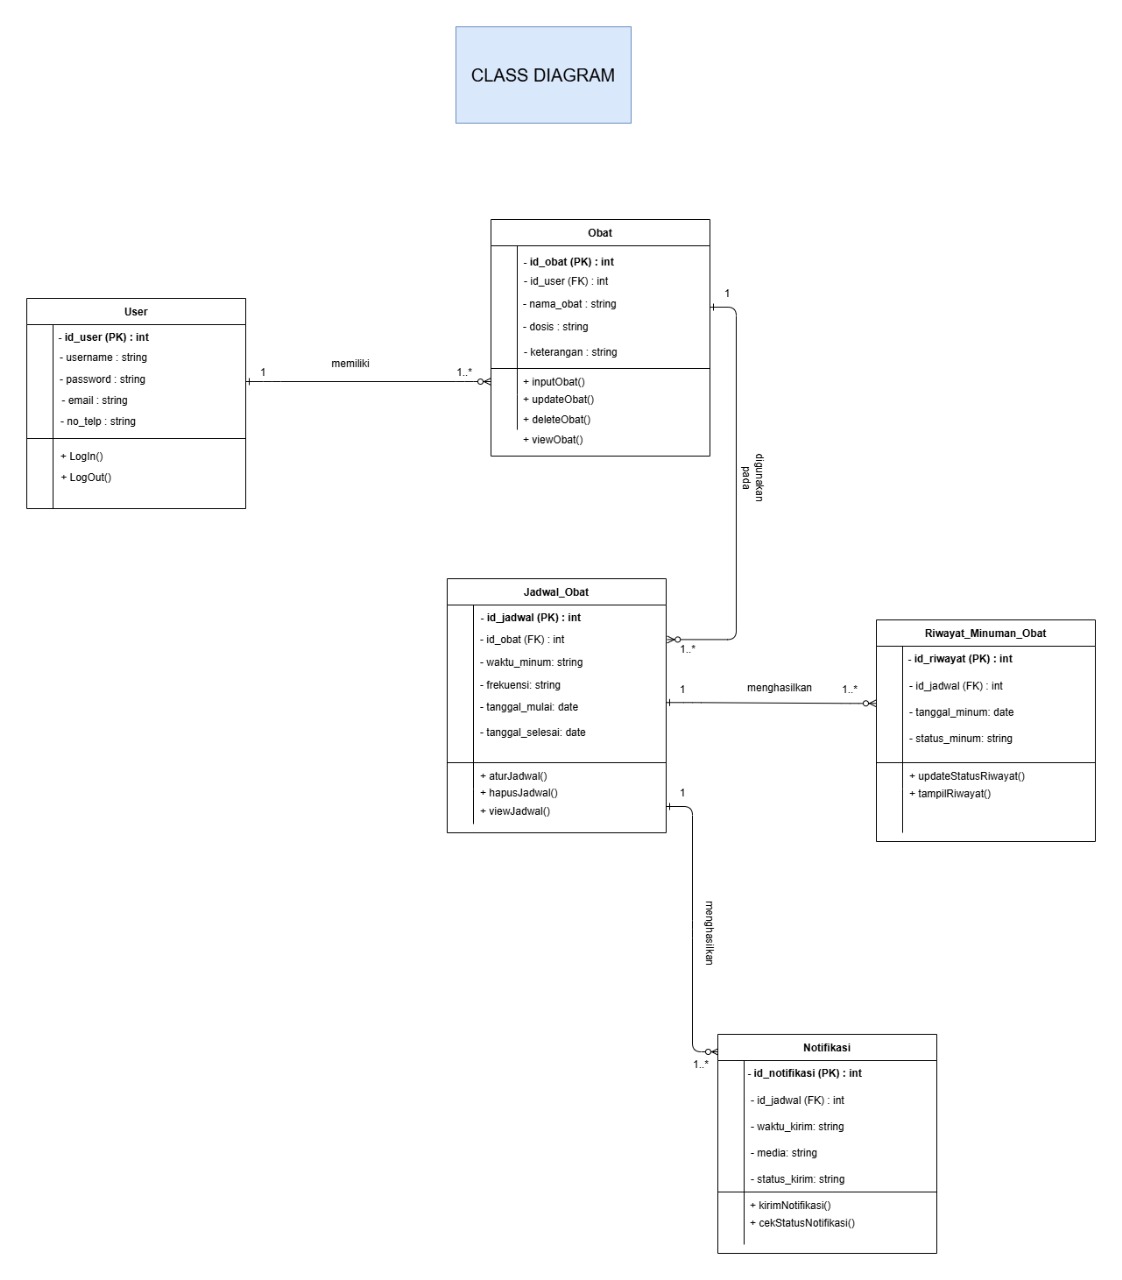 CLASS DIAGRAM
Obat
- id_obat (PK) : int
- id_user (FK) : int
- nama_obat : string
- dosis : string
- keterangan : string
+ inputObat()
+ updateObat()
+ deleteObat()
+ viewObat()
User
- id_user (PK) : int
- username : string
- password : string
- email : string
- no_telp : string
+ LogIn()
+ LogOut()
1
memiliki
1..*
1
digunakan
pada
1..*
Jadwal_Obat
- id_jadwal (PK) : int
- id_obat (FK) : int
- waktu_minum: string
- frekuensi: string
- tanggal_mulai: date
- tanggal_selesai: date
+ aturJadwal()
+ hapusJadwal()
+ viewJadwal()
1
menghasilkan
1..*
Riwayat_Minuman_Obat
- id_riwayat (PK) : int
- id_jadwal (FK) : int
- tanggal_minum: date
- status_minum: string
+ updateStatusRiwayat()
+ tampilRiwayat()
1
menghasilkan
1..*
Notifikasi
- id_notifikasi (PK) : int
- id_jadwal (FK) : int
- waktu_kirim: string
- media: string
- status_kirim: string
+ kirimNotifikasi()
+ cekStatusNotifikasi()